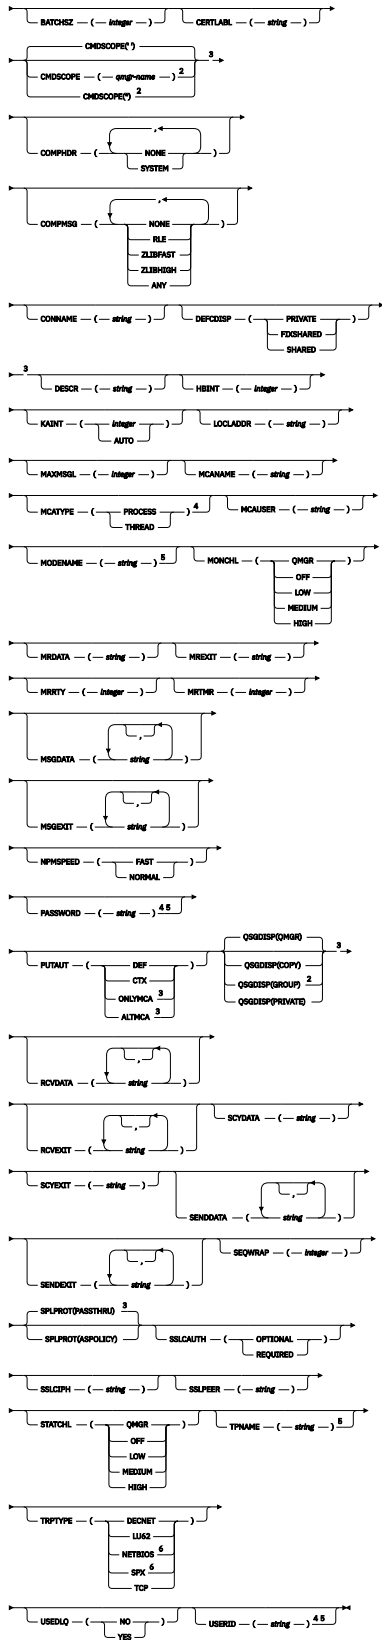 BATCHSZ ( integer ) CERTLABL ( string )
CMDSCOPE(' ') 3
CMDSCOPE ( qmgr-name ) 2
CMDSCOPE(*) 2
COMPHDR ( , NONE )
SYSTEM
COMPMSG ( , NONE )
RLE
ZLIBFAST
ZLIBHIGH
ANY
CONNAME ( string ) DEFCDISP ( PRIVATE )
FIXSHARED
SHARED
3 DESCR ( string ) HBINT ( integer )
KAINT ( integer ) LOCLADDR ( string )
AUTO
MAXMSGL ( integer ) MCANAME ( string )
MCATYPE ( PROCESS ) 4 MCAUSER ( string )
THREAD
MODENAME ( string ) 5 MONCHL ( QMGR )
OFF
LOW
MEDIUM
HIGH
MRDATA ( string ) MREXIT ( string )
MRRTY ( integer ) MRTMR ( integer )
MSGDATA ( , string )
MSGEXIT ( , string )
NPMSPEED ( FAST )
NORMAL
PASSWORD ( string ) 4 5
PUTAUT ( DEF )
CTX
ONLYMCA 3
ALTMCA 3
QSGDISP(QMGR) 3
QSGDISP(COPY)
QSGDISP(GROUP) 2
QSGDISP(PRIVATE)
RCVDATA ( , string )
RCVEXIT ( , string ) SCYDATA ( string )
SCYEXIT ( string ) SENDDATA ( , string )
SENDEXIT ( , string ) SEQWRAP ( integer )
SPLPROT(PASSTHRU) 3
SPLPROT(ASPOLICY) SSLCAUTH ( OPTIONAL )
REQUIRED
SSLCIPH ( string ) SSLPEER ( string )
STATCHL ( QMGR ) TPNAME ( string ) 5
OFF
LOW
MEDIUM
HIGH
TRPTYPE ( DECNET )
LU62
NETBIOS 6
SPX 6
TCP
USEDLQ ( NO ) USERID ( string ) 4 5
YES